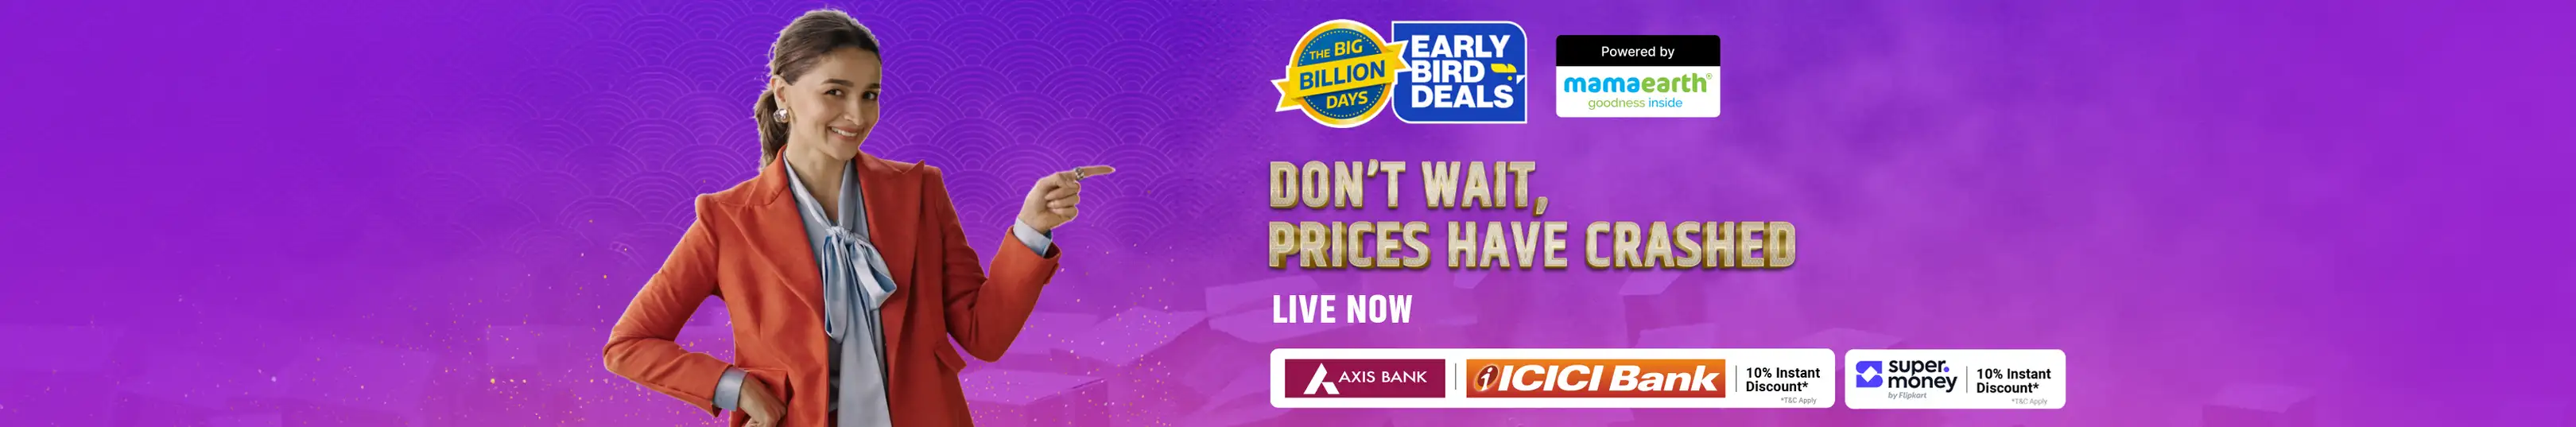 THE BIG
BILLION
DAYS
EARLY
BIRD
DEALS
Powered by
mamaearth®
goodness inside
DON'T WAIT,
PRICES HAVE CRASHED
LIVE NOW
AXIS BANK
ICICI Bank
10% Instant
Discount*
*T&C Apply
super.
money
by Flipkart
10% Instant
Discount*
*T&C Apply